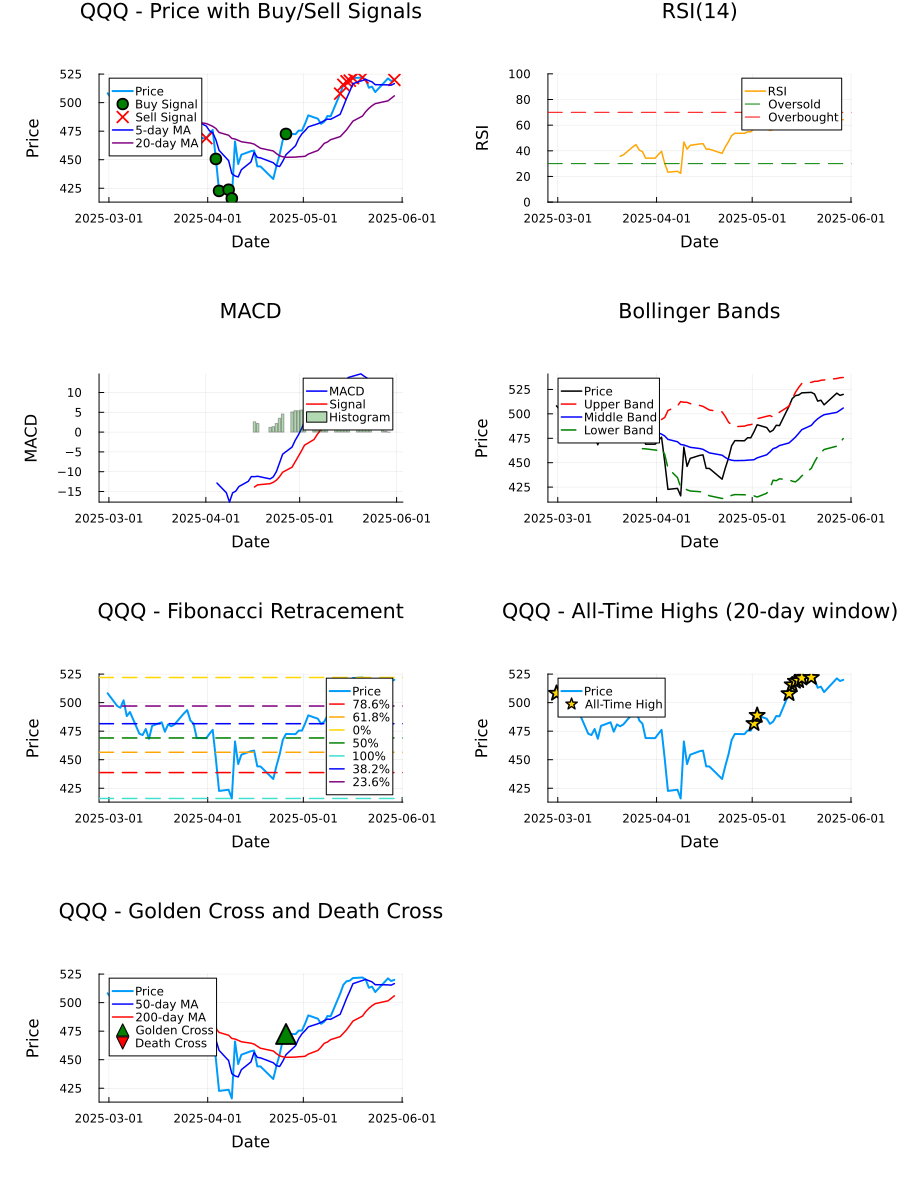 QQQ - Price with Buy/Sell Signals
Price
525
500
475
450
425
Price
Buy Signal
Sell Signal
5-day MA
20-day MA
2025-03-01
2025-04-01
2025-05-01
2025-06-01
Date
RSI(14)
RSI
100
80
60
40
20
0
RSI
Oversold
Overbought
2025-03-01
2025-04-01
2025-05-01
2025-06-01
Date
MACD
MACD
10
5
0
−5
−10
−15
MACD
Signal
Histogram
2025-03-01
2025-04-01
2025-05-01
2025-06-01
Date
Bollinger Bands
Price
525
500
475
450
425
Price
Upper Band
Middle Band
Lower Band
2025-03-01
2025-04-01
2025-05-01
2025-06-01
Date
QQQ - Fibonacci Retracement
Price
525
500
475
450
425
Price
78.6%
61.8%
0%
50%
100%
38.2%
23.6%
2025-03-01
2025-04-01
2025-05-01
2025-06-01
Date
QQQ - All-Time Highs (20-day window)
Price
525
500
475
450
425
Price
All-Time High
2025-03-01
2025-04-01
2025-05-01
2025-06-01
Date
QQQ - Golden Cross and Death Cross
Price
525
500
475
450
425
Price
50-day MA
200-day MA
Golden Cross
Death Cross
2025-03-01
2025-04-01
2025-05-01
2025-06-01
Date